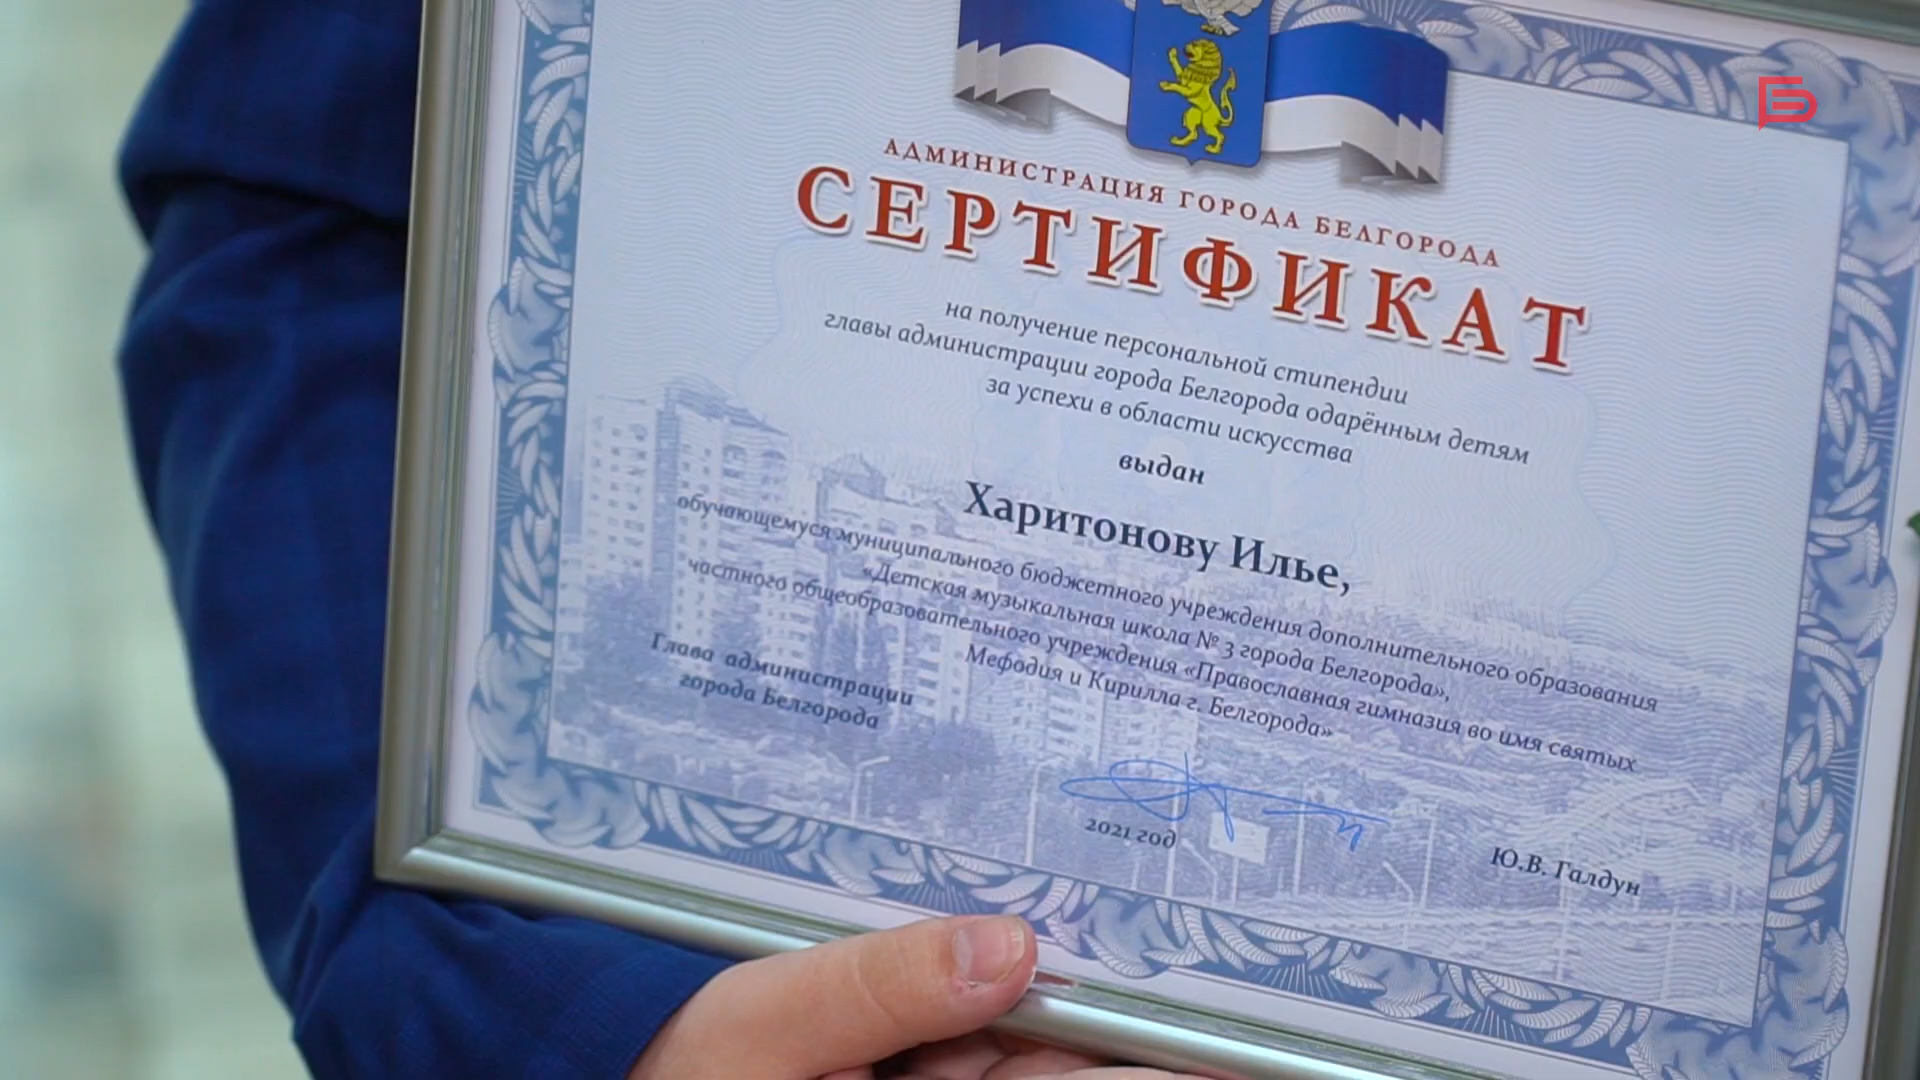 АДМИНИСТРАЦИЯ ГОРОДА БЕЛГОРОДА
СЕРТИФИКАТ
на получение персональной стипендии
главы администрации города Белгорода одарённым детям
за успехи в области искусства
выдан
Харитонову Илье,
обучающемуся муниципального бюджетного учреждения дополнительного образования
«Детская музыкальная школа № 3 города Белгорода»,
частного общеобразовательного учреждения «Православная гимназия во имя святых
Мефодия и Кирилла г. Белгорода»
Глава администрации
города Белгорода
2021 год
Ю.В. Галдун